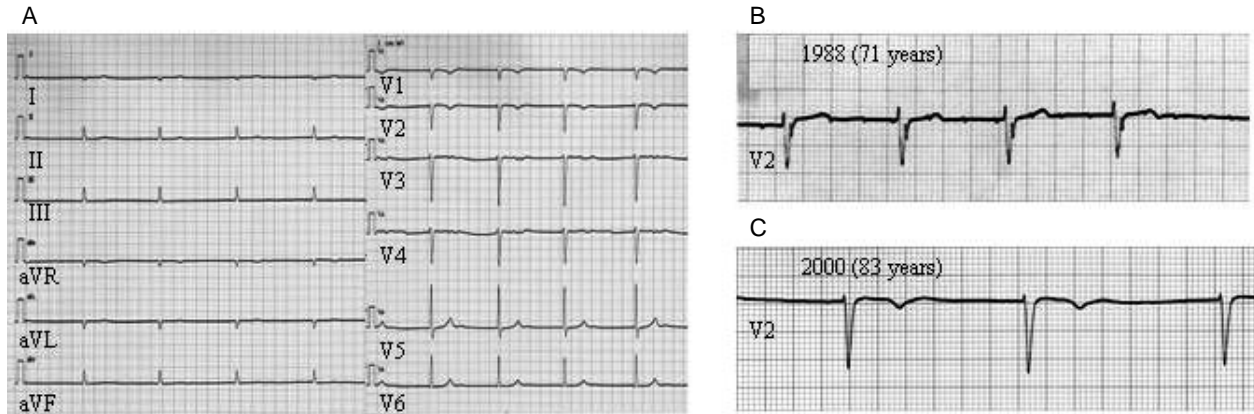 A
I
II
III
aVR
aVL
aVF
V1
V2
V3
V4
V5
V6
B
1988 (71 years)
V2
C
2000 (83 years)
V2